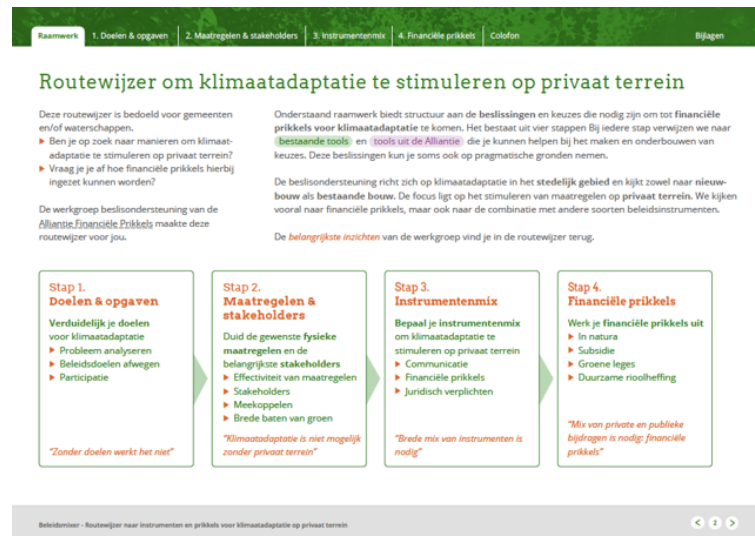 Raamwerk 1. Doelen & opgaven 2. Maatregelen & stakeholders 3. Instrumentenmix 4. Financiële prikkels Colofon Bijlagen
Routewijzer om klimaatadaptatie te stimuleren op privaat terrein
Deze routewijzer is bedoeld voor gemeenten
en/of waterschappen.
Ben je op zoek naar manieren om klimaat-
adaptatie te stimuleren op privaat terrein?
Vraag je je af hoe financiële prikkels hierbij
ingezet kunnen worden?
De werkgroep beslisondersteuning van de
Alliantie Financiële Prikkels maakte deze
routewijzer voor jou.
Onderstaand raamwerk biedt structuur aan de beslissingen en keuzes die nodig zijn om tot financiële
prikkels voor klimaatadaptatie te komen. Het bestaat uit vier stappen Bij iedere stap verwijzen we naar
bestaande tools en tools uit de Alliantie die je kunnen helpen bij het maken en onderbouwen van
keuzes. Deze beslissingen kun je soms ook op pragmatische gronden nemen.
De beslisondersteuning richt zich op klimaatadaptatie in het stedelijk gebied en kijkt zowel naar nieuw-
bouw als bestaande bouw. De focus ligt op het stimuleren van maatregelen op privaat terrein. We kijken
vooral naar financiële prikkels, maar ook naar de combinatie met andere soorten beleidsinstrumenten.
De belangrijkste inzichten van de werkgroep vind je in de routewijzer terug.
Stap 1.
Doelen & opgaven
Verduidelijk je doelen
voor klimaatadaptatie
Probleem analyseren
Beleidsdoelen afwegen
Participatie
"Zonder doelen werkt het niet"
Stap 2.
Maatregelen &
stakeholders
Duid de gewenste fysieke
maatregelen en de
belangrijkste stakeholders
Effectiviteit van maatregelen
Stakeholders
Meekoppelen
Brede baten van groen
"Klimaatadaptatie is niet mogelijk
zonder privaat terrein"
Stap 3.
Instrumentenmix
Bepaal je instrumentenmix
om klimaatadaptatie te
stimuleren op privaat terrein
Communicatie
Financiële prikkels
Juridisch verplichten
"Brede mix van instrumenten is
nodig"
Stap 4.
Financiële prikkels
Werk je financiële prikkels uit
In natura
Subsidie
Groene leges
Duurzame rioolheffing
"Mix van private en publieke
bijdragen is nodig: financiële
prikkels"
Beleidsmixer - Routewijzer naar instrumenten en prikkels voor klimaatadaptatie op privaat terrein
2